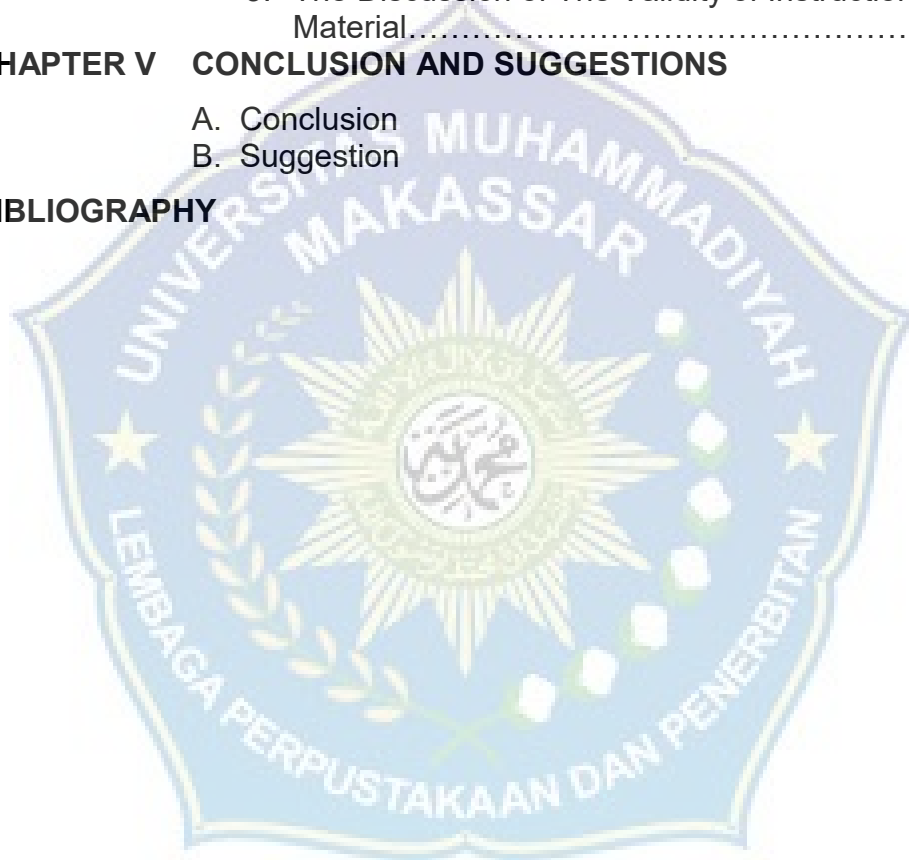 The Discussion of The Validity of Instruction
Material…………………………………………
HAPTER V CONCLUSION AND SUGGESTIONS
A. Conclusion
B. Suggestion
IBLIOGRAPHY
UNIVERSITAS MUHAMMADIYAH
MAKASSAR
LEMBAGA PERPUSTAKAAN DAN PENERBITAN